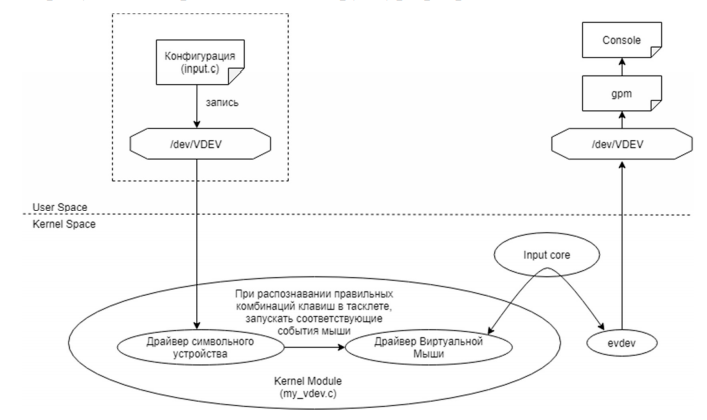 Конфигурация
(input.c)
запись
/dev/VDEV
Console
gpm
/dev/VDEV
User Space
Kernel Space
Input core
При распознавании правильных
комбинаций клавиш в тасклете,
запускать соответствующие
события мыши
Драйвер символьного
устройства
Драйвер Виртуальной
Мыши
evdev
Kernel Module
(my_vdev.c)